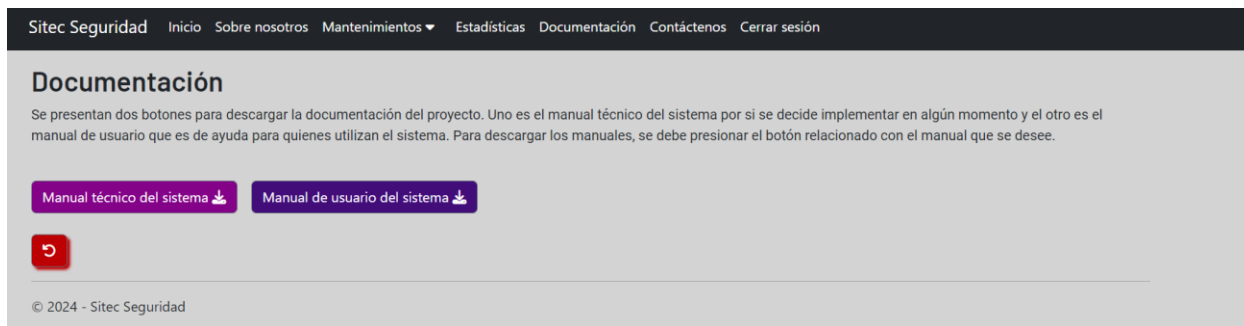 Sitec Seguridad Inicio Sobre nosotros Mantenimientos Estadísticas Documentación Contáctenos Cerrar sesión
Documentación
Se presentan dos botones para descargar la documentación del proyecto. Uno es el manual técnico del sistema por si se decide implementar en algún momento y el otro es el
manual de usuario que es de ayuda para quienes utilizan el sistema. Para descargar los manuales, se debe presionar el botón relacionado con el manual que se desee.
Manual técnico del sistema Manual de usuario del sistema
© 2024 - Sitec Seguridad